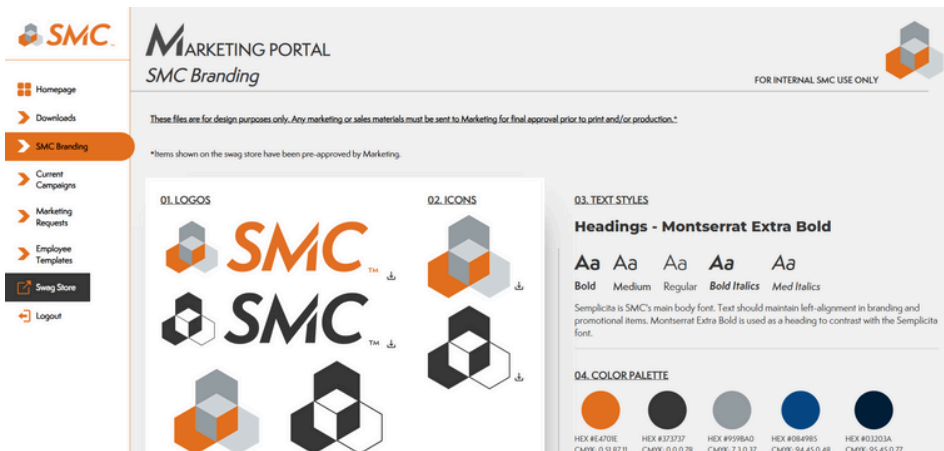 SMC
Homepage
Downloads
SMC Branding
Current
Campaigns
Marketing
Requests
Employee
Templates
Swag Store
Logout
MARKETING PORTAL
SMC Branding
FOR INTERNAL SMC USE ONLY
These files are for design purposes only. Any marketing or sales materials must be sent to Marketing for final approval prior to print and/or production.*
*Items shown on the swag store have been pre-approved by Marketing.
01. LOGOS
SMC™
SMC™
02. ICONS
03. TEXT STYLES
Headings - Montserrat Extra Bold
Aa Aa Aa Aa Aa
Bold Medium Regular Bold Italics Med Italics
Semplicita is SMC's main body font. Text should maintain left-alignment in branding and
promotional items. Montserrat Extra Bold is used as a heading to contrast with the Semplicita
font.
04. COLOR PALETTE
HEX #E4701E HEX #373737 HEX #959BA0 HEX #084985 HEX #03203A